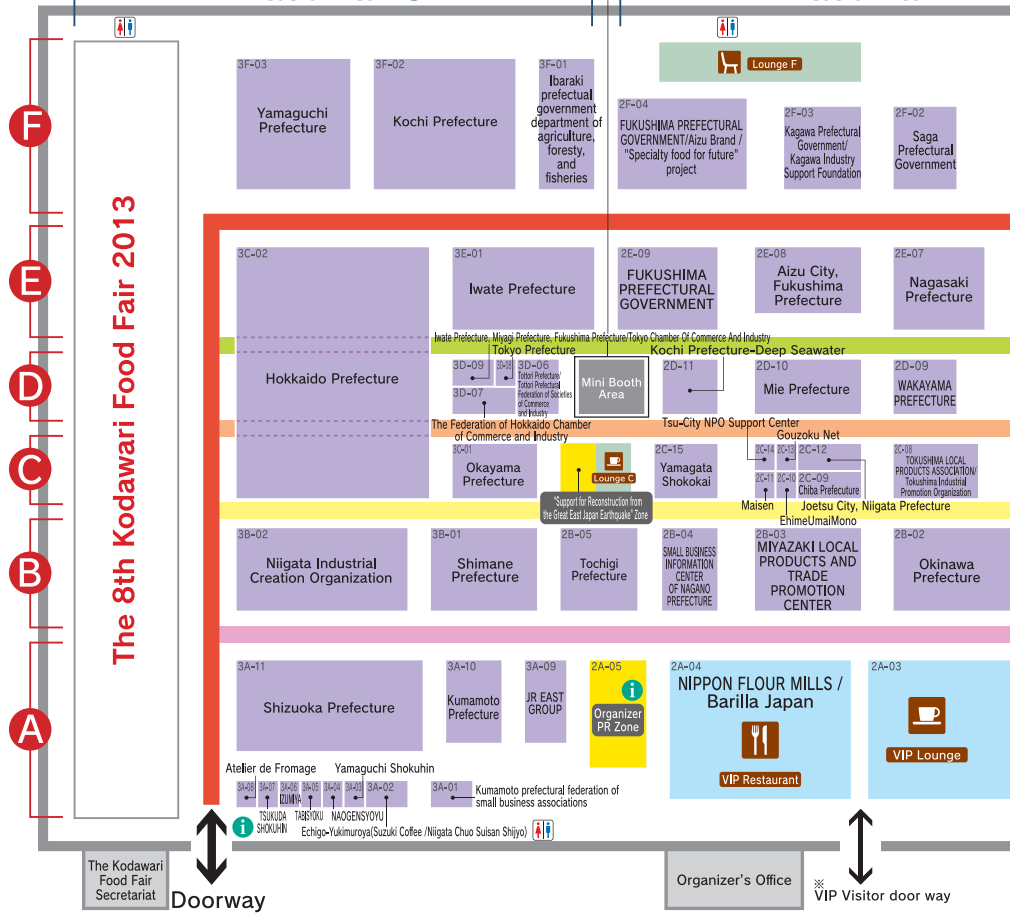 F
E
D
C
B
A
The 8th Kodawari Food Fair 2013
Lounge F
3F-03
Yamaguchi
Prefecture
3F-02
Kochi Prefecture
3F-01
Ibaraki
prefectual
government
department of
agriculture,
foresty,
and
fisheries
2F-04
FUKUSHIMA PREFECTURAL
GOVERNMENT/Aizu Brand /
"Specialty food for future"
project
2F-03
Kagawa Prefectural
Government/
Kagawa Industry
Support Foundation
2F-02
Saga
Prefectural
Government
3C-02
Hokkaido Prefecture
3E-01
Iwate Prefecture
2E-09
FUKUSHIMA
PREFECTURAL
GOVERNMENT
2E-08
Aizu City,
Fukushima
Prefecture
2E-07
Nagasaki
Prefecture
Iwate Prefecture, Miyagi Prefecture, Fukushima Prefecture/Tokyo Chamber Of Commerce And Industry
Tokyo Prefecture
Kochi Prefecture-Deep Seawater
3D-09
3D-08
3D-06
Tottori Prefecture/
Tottori Prefectural
Federation of Societies
of Commerce
and Industry
3D-07
Mini Booth
Area
2D-11
2D-10
Mie Prefecture
2D-09
WAKAYAMA
PREFECTURE
The Federation of Hokkaido Chamber
of Commerce and Industry
Tsu-City NPO Support Center
Gouzoku Net
3C-01
Okayama
Prefecture
Lounge C
"Support for Reconstruction from
the Great East Japan Earthquake" Zone
2C-15
Yamagata
Shokokai
2C-14
2C-13
2C-12
2C-11
2C-10
2C-09
Chiba Prefecuture
2C-08
TOKUSHIMA LOCAL
PRODUCTS ASSOCIATION/
Tokushima Industrial
Promotion Organization
Maisen
Joetsu City, Niigata Prefecture
EhimeUmaiMono
3B-02
Niigata Industrial
Creation Organization
3B-01
Shimane
Prefecture
2B-05
Tochigi
Prefecture
2B-04
SMALL BUSINESS
INFORMATION
CENTER
OF NAGANO
PREFECTURE
2B-03
MIYAZAKI LOCAL
PRODUCTS AND
TRADE
PROMOTION
CENTER
2B-02
Okinawa
Prefecture
3A-11
Shizuoka Prefecture
3A-10
Kumamoto
Prefecture
3A-09
JR EAST
GROUP
2A-05
i
Organizer
PR Zone
2A-04
NIPPON FLOUR MILLS /
Barilla Japan
VIP Restaurant
2A-03
VIP Lounge
Atelier de Fromage
Yamaguchi Shokuhin
3A-08
3A-07
3A-06
IZUMIYA
3A-05
3A-04
3A-03
3A-02
3A-01
Kumamoto prefectural federation of
small business associations
i
TSUKUDA
SHOKUHIN
TABISYOKU
NAOGENSYOYU
Echigo-Yukimuroya(Suzuki Coffee /Niigata Chuo Suisan Shijyo)
The Kodawari
Food Fair
Secretariat
Doorway
Organizer's Office
※
VIP Visitor door way